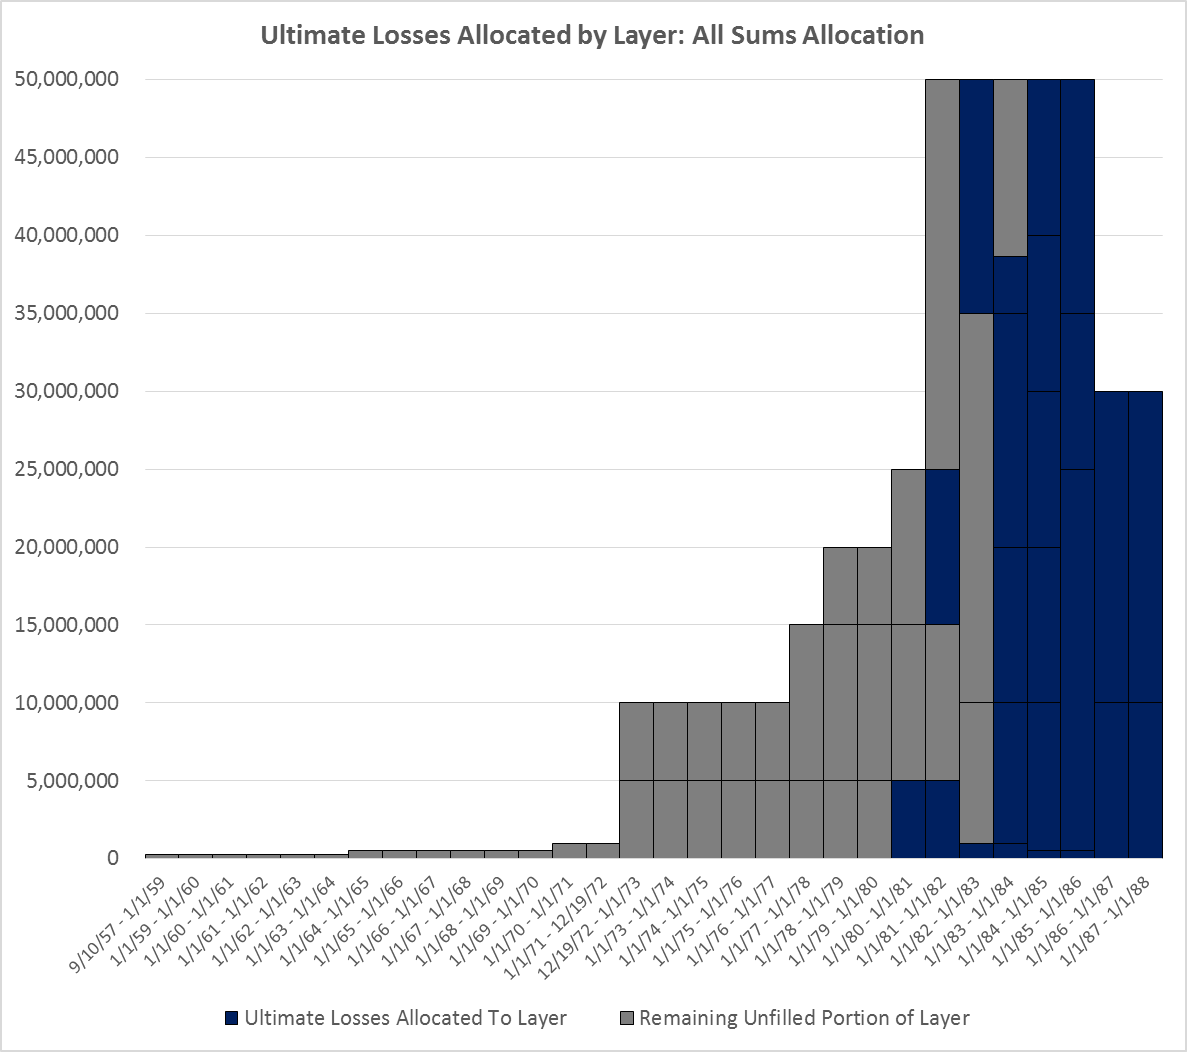 Ultimate Losses Allocated by Layer: All Sums Allocation
50,000,000
45,000,000
40,000,000
35,000,000
30,000,000
25,000,000
20,000,000
15,000,000
10,000,000
5,000,000
0
9/10/57 - 1/1/59
1/1/59 - 1/1/60
1/1/60 - 1/1/61
1/1/61 - 1/1/62
1/1/62 - 1/1/63
1/1/63 - 1/1/64
1/1/64 - 1/1/65
1/1/65 - 1/1/66
1/1/66 - 1/1/67
1/1/67 - 1/1/68
1/1/68 - 1/1/69
1/1/69 - 1/1/70
1/1/70 - 1/1/71
1/1/71 - 12/19/72
12/19/72 - 1/1/73
1/1/73 - 1/1/74
1/1/74 - 1/1/75
1/1/75 - 1/1/76
1/1/76 - 1/1/77
1/1/77 - 1/1/78
1/1/78 - 1/1/79
1/1/79 - 1/1/80
1/1/80 - 1/1/81
1/1/81 - 1/1/82
1/1/82 - 1/1/83
1/1/83 - 1/1/84
1/1/84 - 1/1/85
1/1/85 - 1/1/86
1/1/86 - 1/1/87
1/1/87 - 1/1/88
Ultimate Losses Allocated To Layer
Remaining Unfilled Portion of Layer